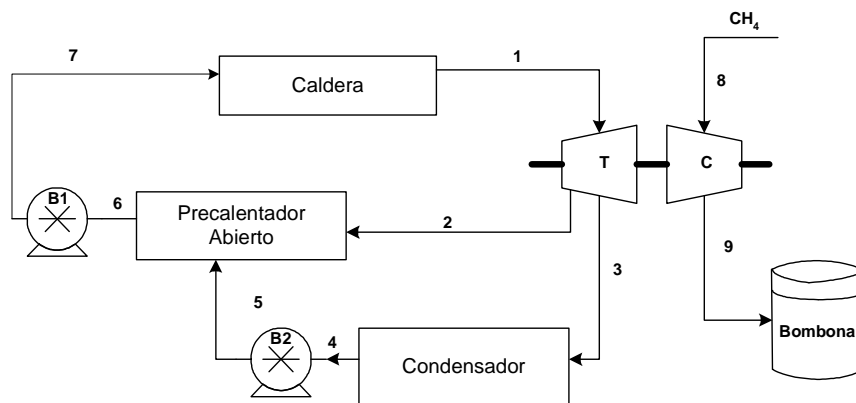 CH4
7
1
8
Caldera
T
C
B1
6
Precalentador
Abierto
2
3
9
5
B2
4
Condensador
Bombona